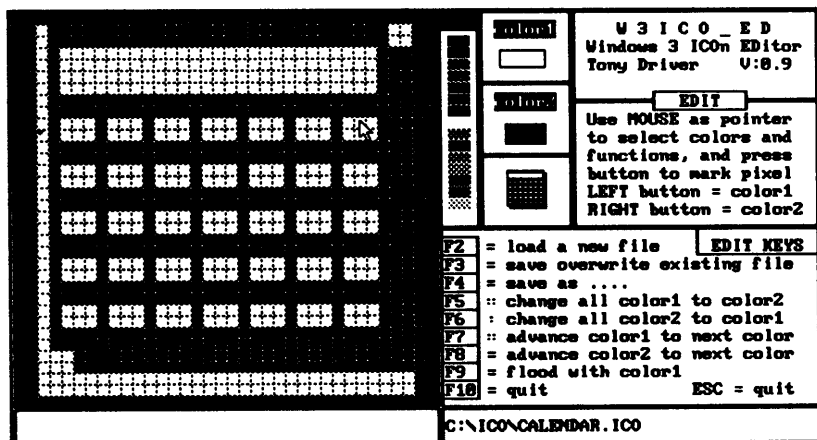 color1
color2
W3ICO_ED
Windows 3 ICOn EDitor
Tony Driver V:0.9
EDIT
Use MOUSE as pointer
to select colors and
functions, and press
button to mark pixel
LEFT button = color1
RIGHT button = color2
EDIT KEYS
F2 = load a new file
F3 = save overwrite existing file
F4 = save as ....
F5 :: change all color1 to color2
F6 : change all color2 to color1
F7 :: advance color1 to next color
F8 = advance color2 to next color
F9 = flood with color1
F10 = quit ESC = quit
C:\ICO\CALENDAR.ICO